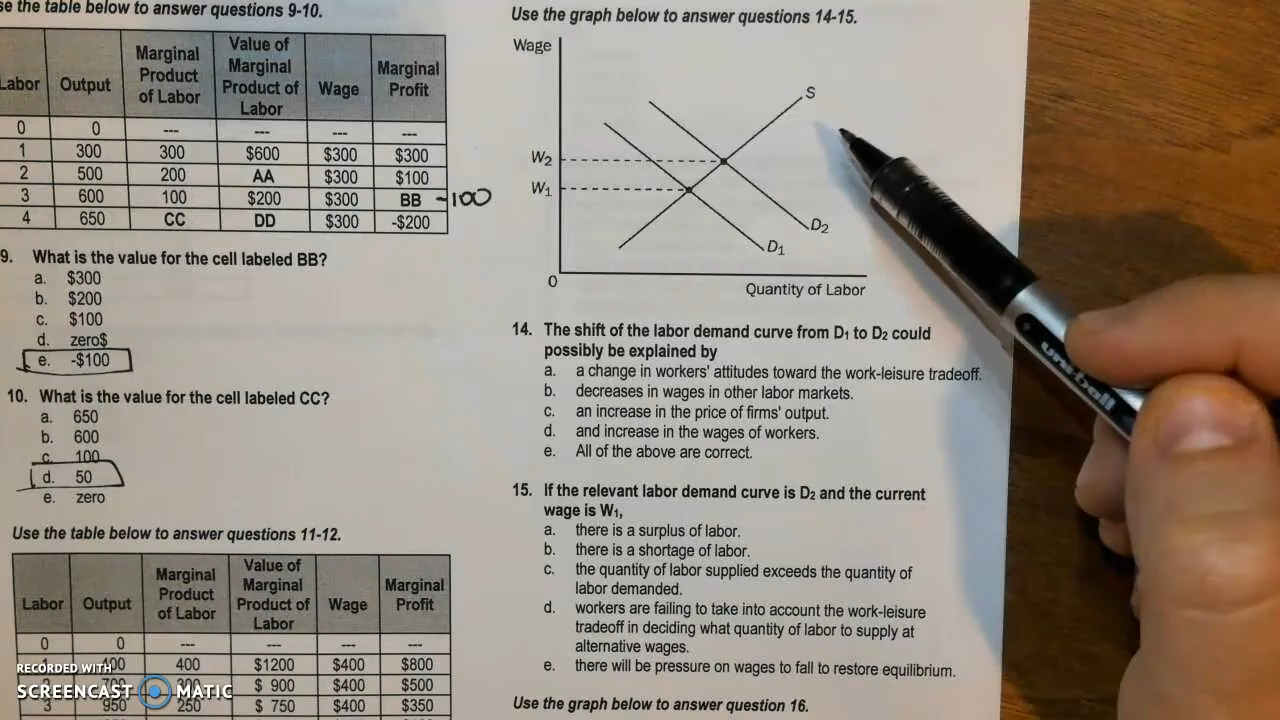 se the table below to answer questions 9-10.
Labor Output Marginal Product of Labor Value of Marginal Product of Labor Wage Marginal Profit
0 0 --- --- --- ---
1 300 300 $600 $300 $300
2 500 200 AA $300 $100
3 600 100 $200 $300 BB -100
4 650 CC DD $300 -$200
9. What is the value for the cell labeled BB?
a. $300
b. $200
c. $100
d. zero$
e. -$100
10. What is the value for the cell labeled CC?
a. 650
b. 600
c. 100
d. 50
e. zero
Use the table below to answer questions 11-12.
Labor Output Marginal Product of Labor Value of Marginal Product of Labor Wage Marginal Profit
0 0 --- --- --- ---
400 $1200 $400 $800
$ 900 $400 $500
3 950 250 $ 750 $400 $350
RECORDED WITH
SCREENCAST MATIC
Use the graph below to answer questions 14-15.
Wage
S
W2
W1
D2
D1
0
Quantity of Labor
14. The shift of the labor demand curve from D1 to D2 could
possibly be explained by
a. a change in workers' attitudes toward the work-leisure tradeoff.
b. decreases in wages in other labor markets.
c. an increase in the price of firms' output.
d. and increase in the wages of workers.
e. All of the above are correct.
15. If the relevant labor demand curve is D2 and the current
wage is W1,
a. there is a surplus of labor.
b. there is a shortage of labor.
c. the quantity of labor supplied exceeds the quantity of
labor demanded.
d. workers are failing to take into account the work-leisure
tradeoff in deciding what quantity of labor to supply at
alternative wages.
e. there will be pressure on wages to fall to restore equilibrium.
Use the graph below to answer question 16.
uni-ball